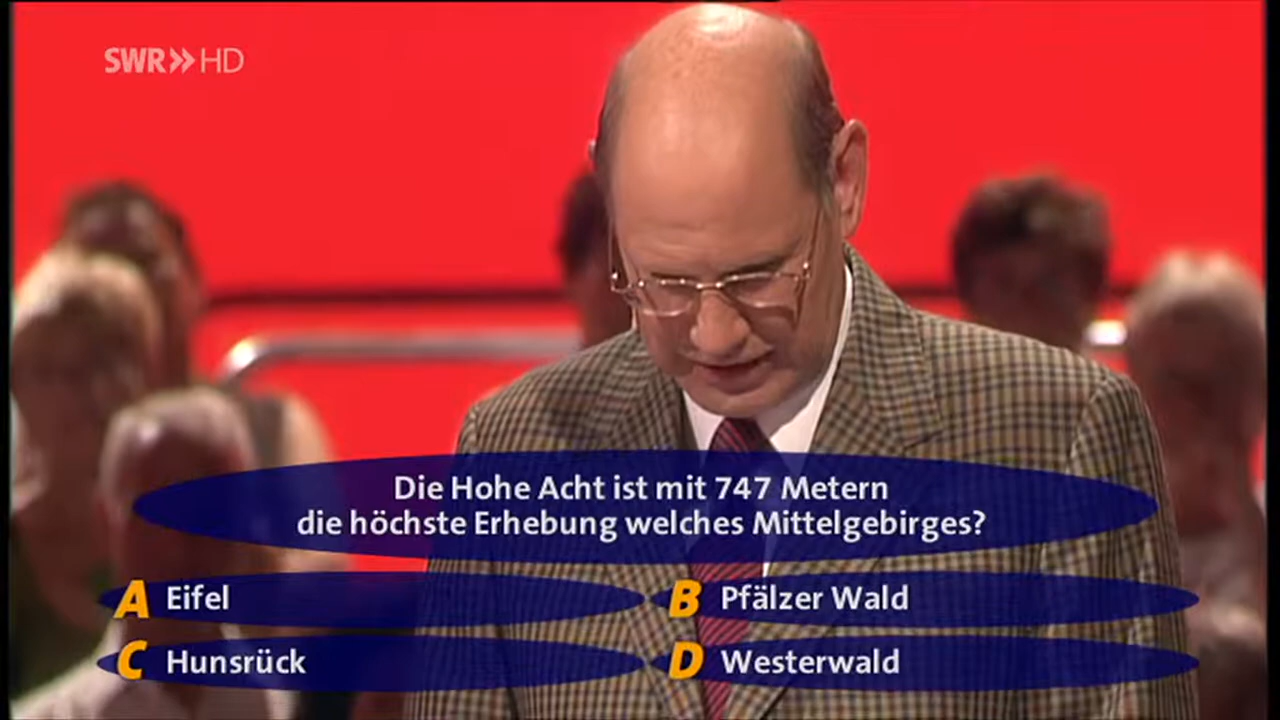 SWR>> HD
Die Hohe Acht ist mit 747 Metern
die höchste Erhebung welches Mittelgebirges?
A Eifel
B Pfälzer Wald
C Hunsrück
D Westerwald